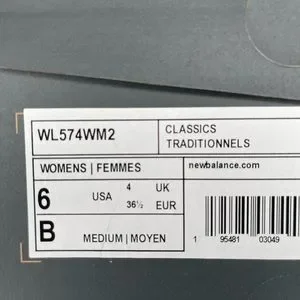 WL574WM2
CLASSICS
TRADITIONNELS
WOMENS | FEMMES
newbalance.com
6 USA 4 UK
36½ EUR
B MEDIUM | MOYEN
1 95481 03049